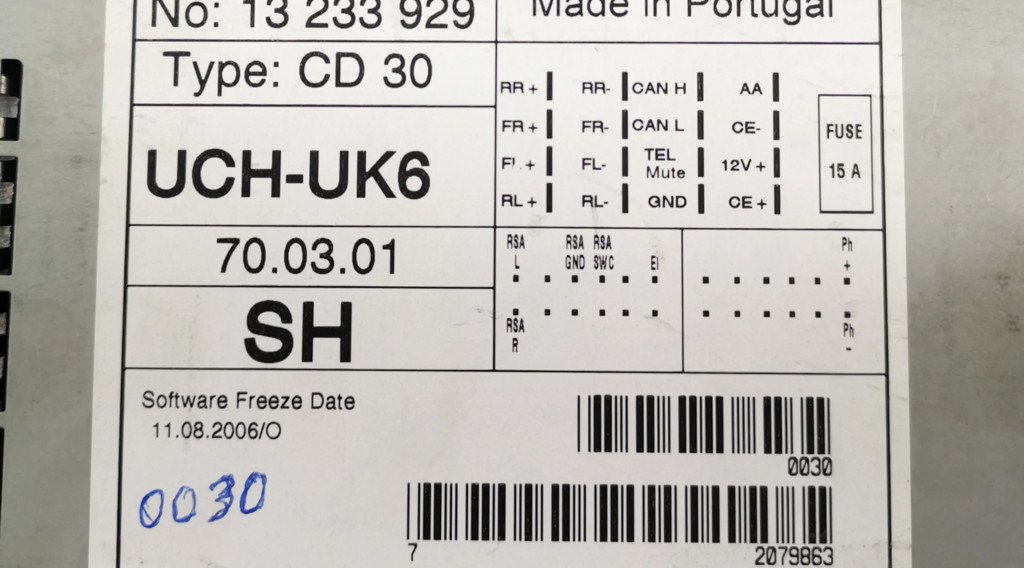 No: 13 233 929
Made in Portugal
Type: CD 30
UCH-UK6
70.03.01
SH
RR + RR- CAN H AA
FR + FR- CAN L CE-
FL + FL- TEL Mute 12V +
RL + RL- GND CE +
FUSE
15 A
RSA L
RSA GND
RSA SWC
EI
Ph +
RSA R
Ph -
Software Freeze Date
11.08.2006/O
0030
0030
7 2079863